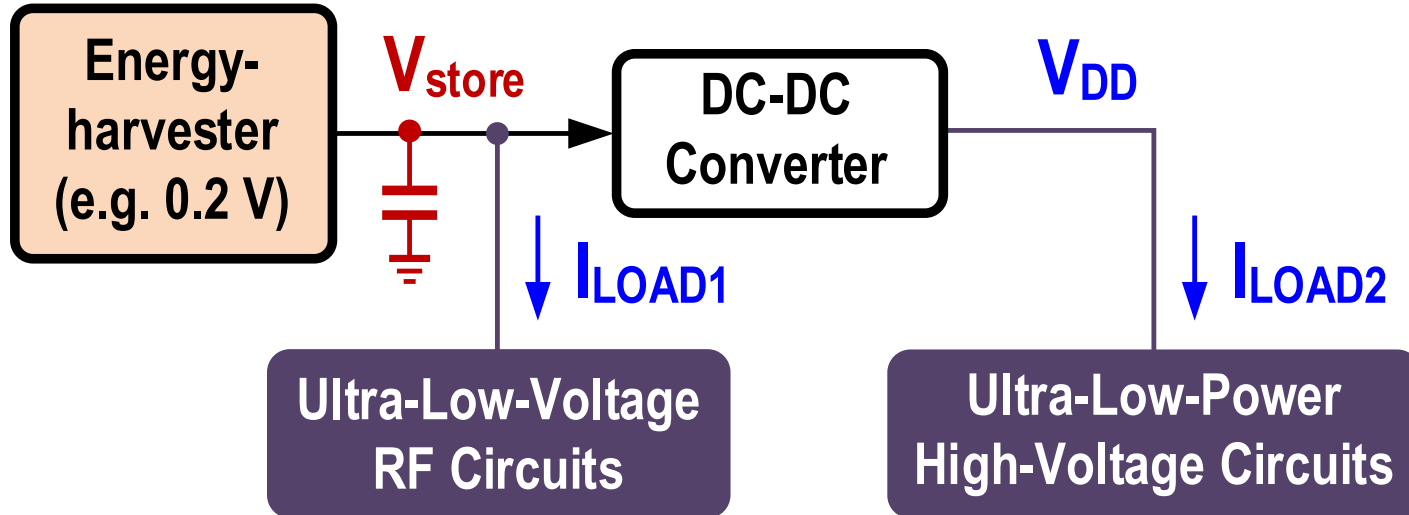 Energy-
harvester
(e.g. 0.2 V)
Vstore
DC-DC
Converter
VDD
ILOAD1
ILOAD2
Ultra-Low-Voltage
RF Circuits
Ultra-Low-Power
High-Voltage Circuits